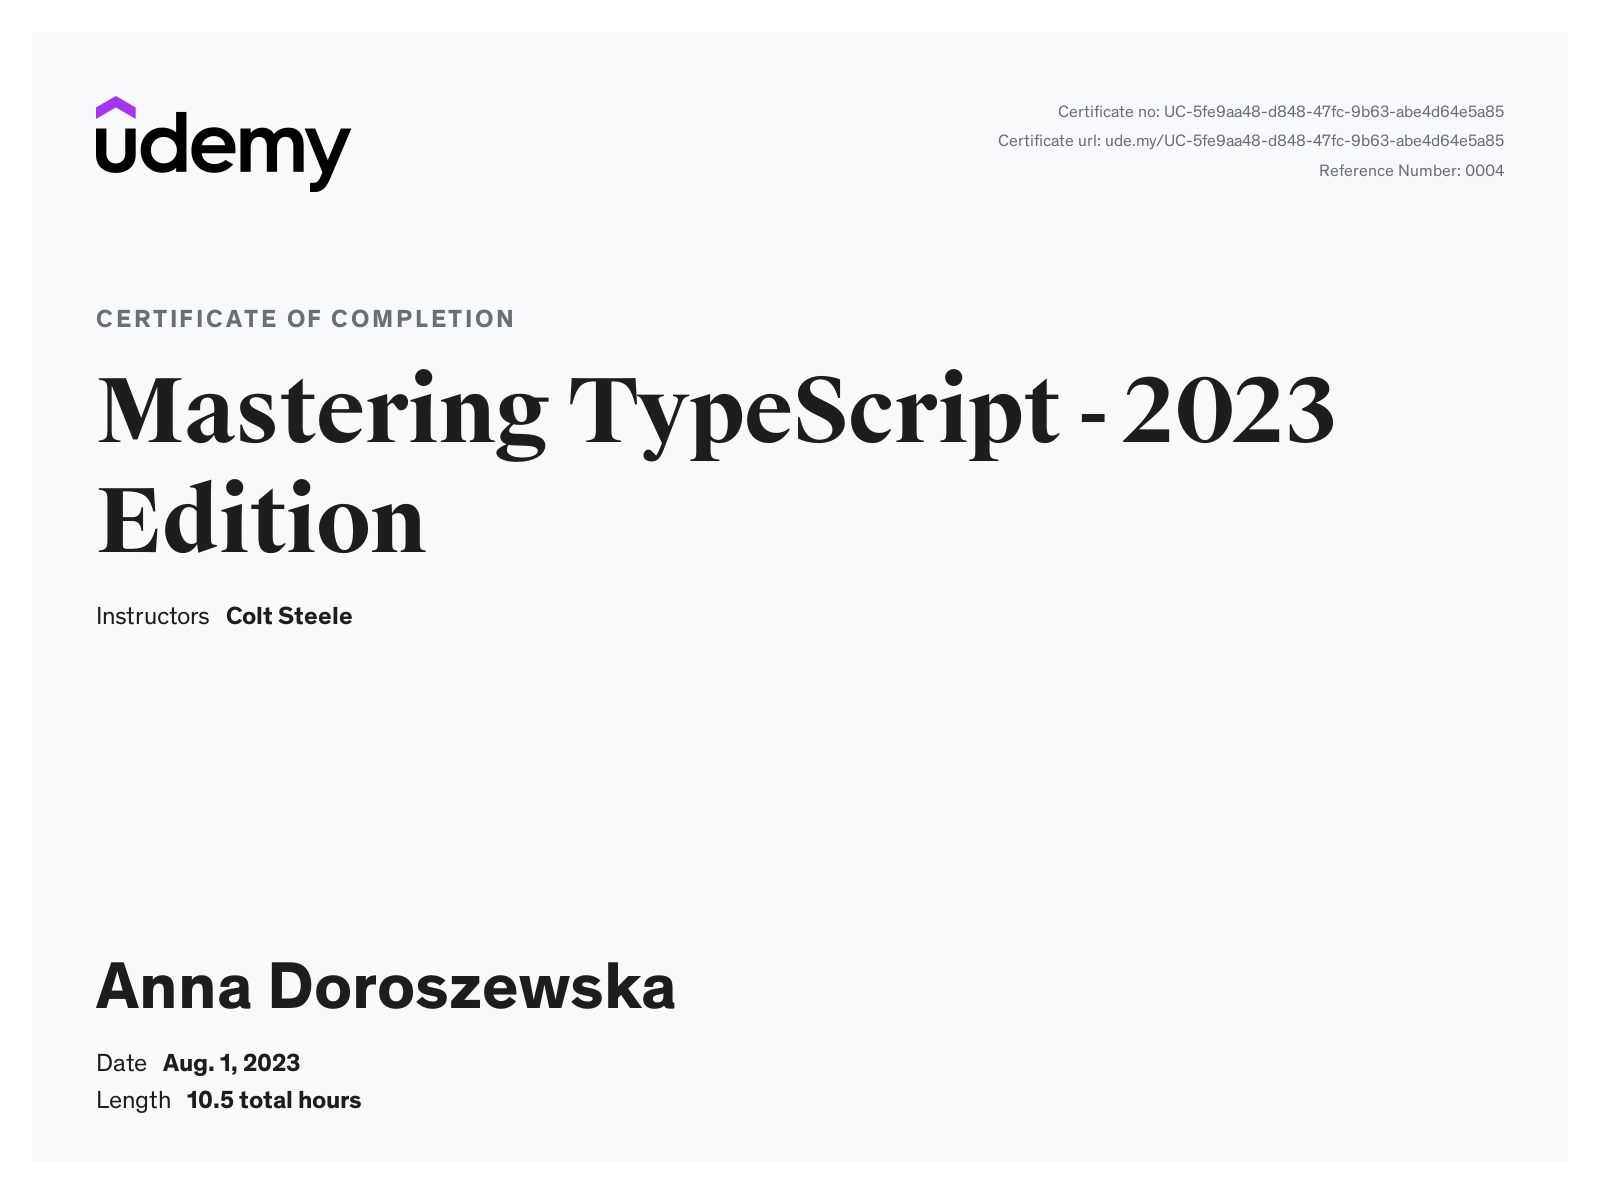 udemy
Certificate no: UC-5fe9aa48-d848-47fc-9b63-abe4d64e5a85
Certificate url: ude.my/UC-5fe9aa48-d848-47fc-9b63-abe4d64e5a85
Reference Number: 0004
CERTIFICATE OF COMPLETION
Mastering TypeScript - 2023
Edition
Instructors Colt Steele
Anna Doroszewska
Date Aug. 1, 2023
Length 10.5 total hours